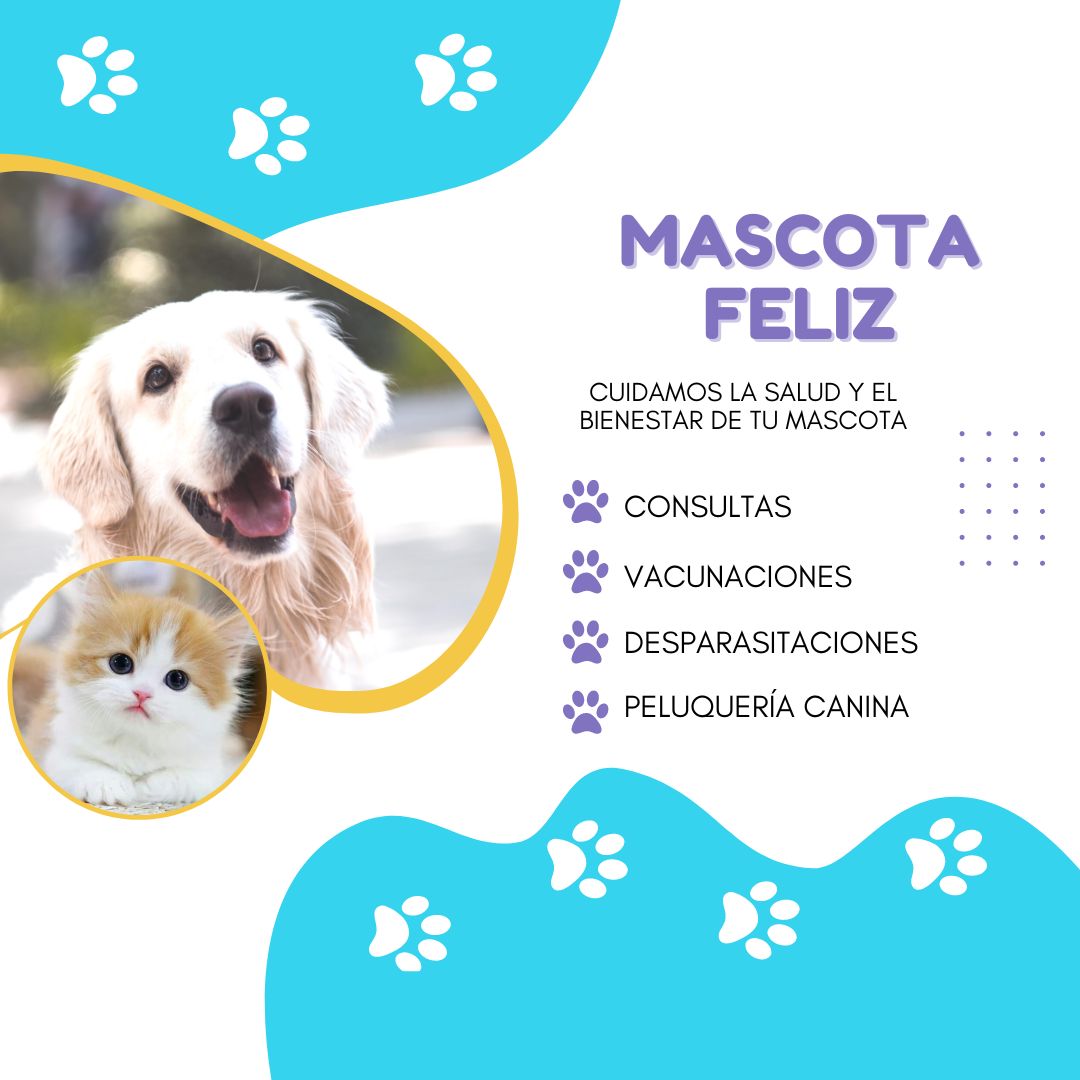 MASCOTA
FELIZ
CUIDAMOS LA SALUD Y EL
BIENESTAR DE TU MASCOTA
CONSULTAS
VACUNACIONES
DESPARASITACIONES
PELUQUERÍA CANINA